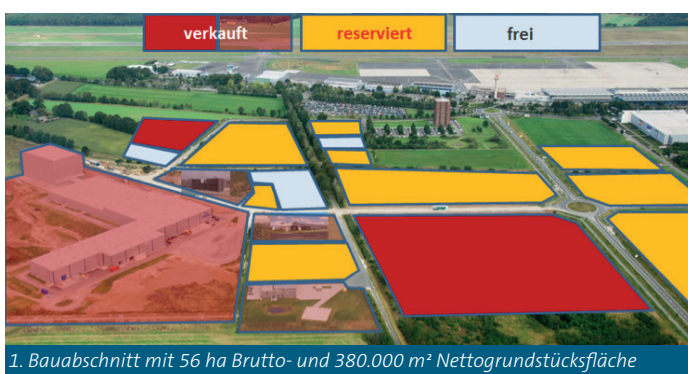 verkauft
reserviert
frei
1. Bauabschnitt mit 56 ha Brutto- und 380.000 m² Nettogrundstücksfläche